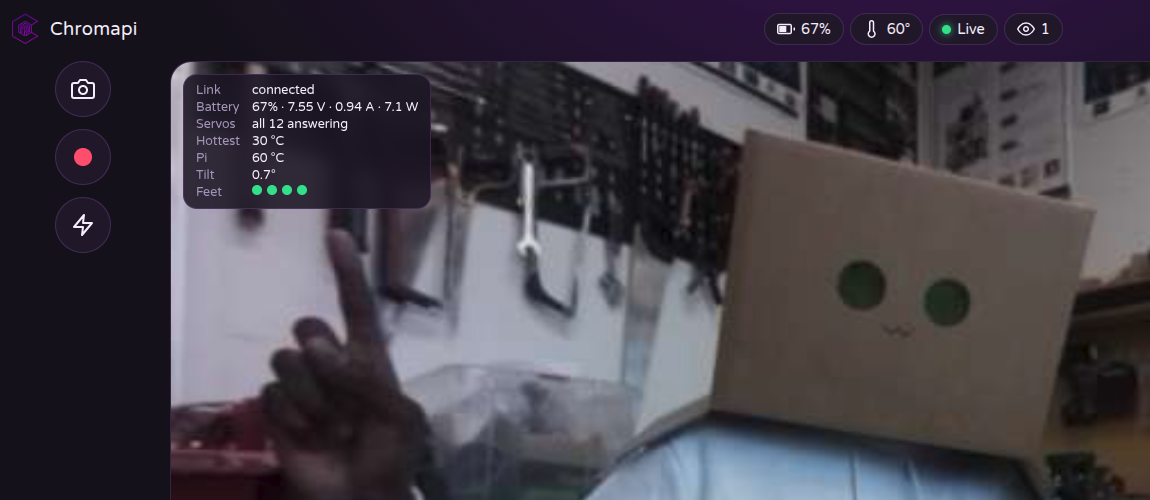 Chromapi
67%
60°
Live
1
Link connected
Battery 67% · 7.55 V · 0.94 A · 7.1 W
Servos all 12 answering
Hottest 30 °C
Pi 60 °C
Tilt 0.7°
Feet